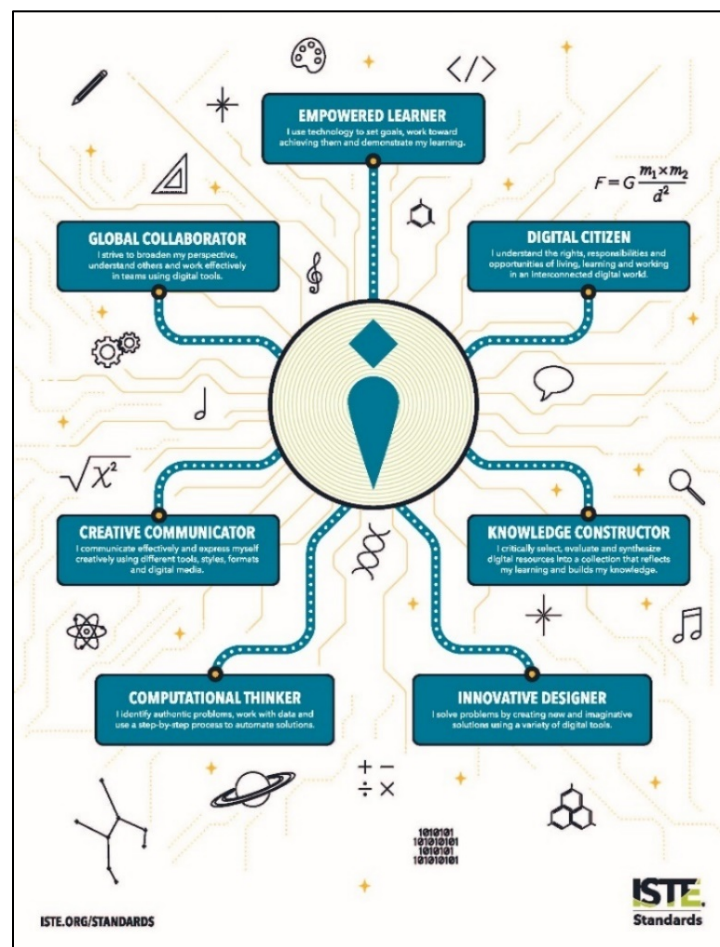 </>
EMPOWERED LEARNER
I use technology to set goals, work toward
achieving them and demonstrate my learning.
F = G m₁ × m₂ / d²
GLOBAL COLLABORATOR
I strive to broaden my perspective,
understand others and work effectively
in teams using digital tools.
DIGITAL CITIZEN
I understand the rights, responsibilities and
opportunities of living, learning and working
in an interconnected digital world.
√χ²
CREATIVE COMMUNICATOR
I communicate effectively and express myself
creatively using different tools, styles, formats
and digital media.
KNOWLEDGE CONSTRUCTOR
I critically select, evaluate and synthesize
digital resources into a collection that reflects
my learning and builds my knowledge.
COMPUTATIONAL THINKER
I identify authentic problems, work with data and
use a step-by-step process to automate solutions.
INNOVATIVE DESIGNER
I solve problems by creating new and imaginative
solutions using a variety of digital tools.
+ −
÷ ×
1010101
101010101
1010101
101010101
ISTE.ORG/STANDARDS
ISTE.
Standards